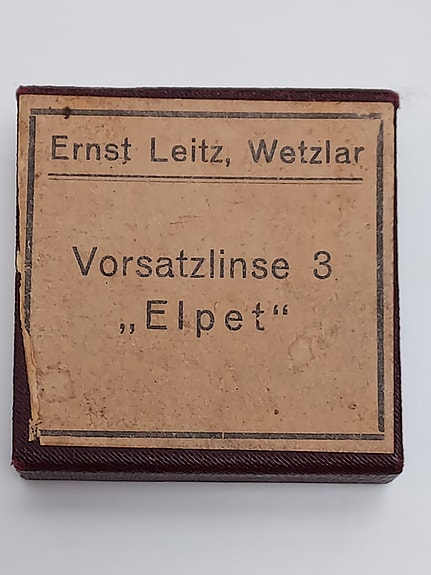 Ernst Leitz, Wetzlar
Vorsatzlinse 3
„Elpet“